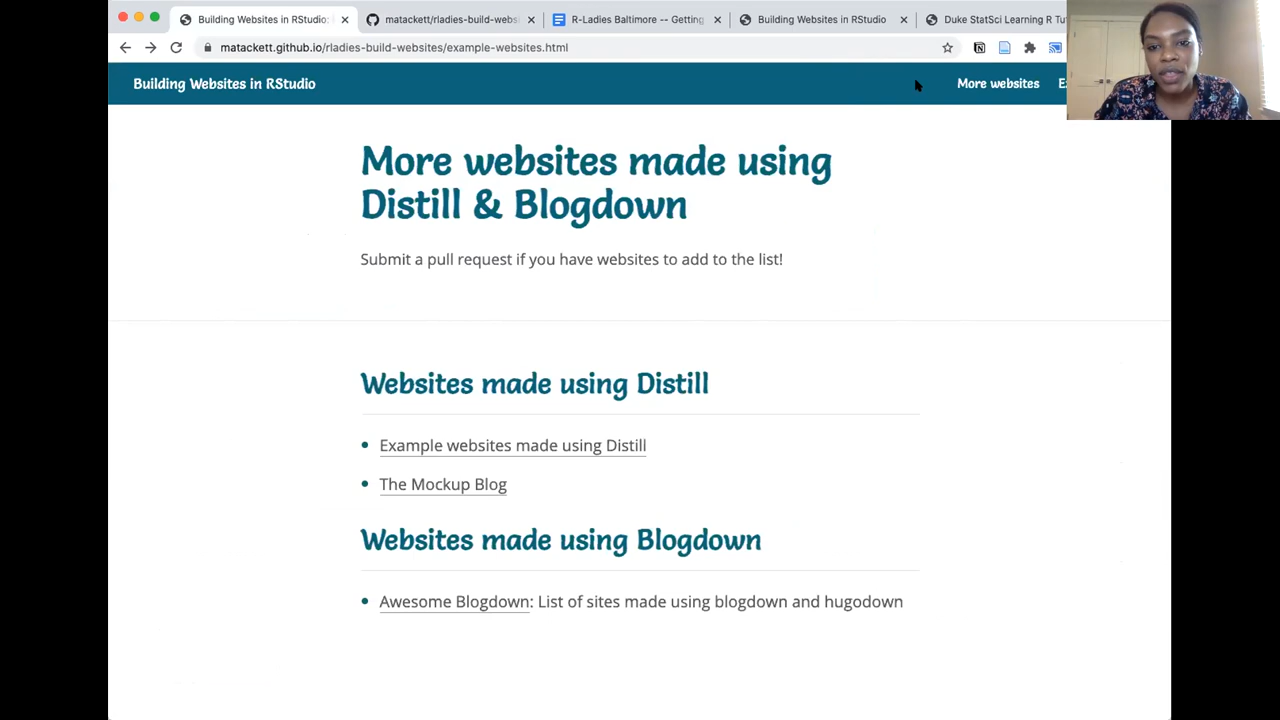 Building Websites in RStudio:
matackett/rladies-build-websi
R-Ladies Baltimore -- Getting
Building Websites in RStudio
Duke StatSci Learning R Tu
matackett.github.io/rladies-build-websites/example-websites.html
Building Websites in RStudio
More websites
More websites made using
Distill & Blogdown
Submit a pull request if you have websites to add to the list!
Websites made using Distill
Example websites made using Distill
The Mockup Blog
Websites made using Blogdown
Awesome Blogdown: List of sites made using blogdown and hugodown